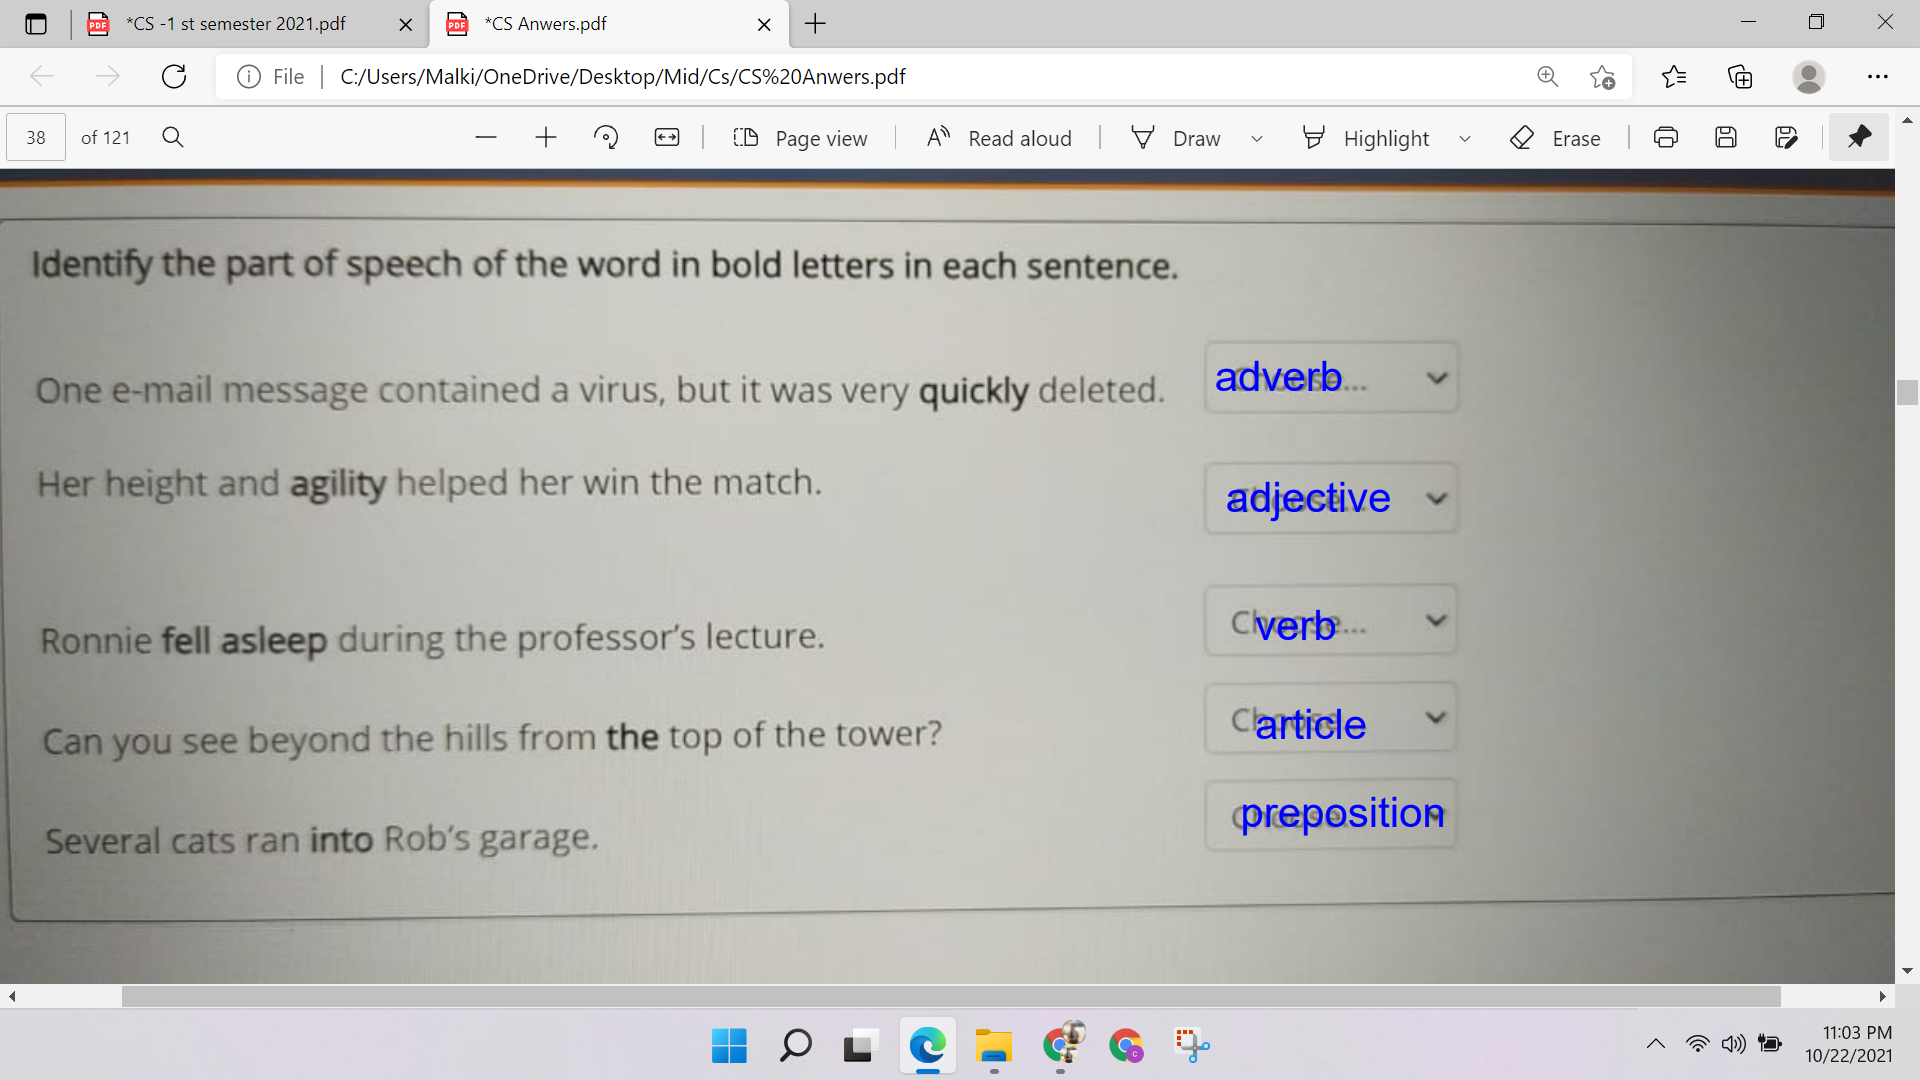 *CS -1 st semester 2021.pdf
*CS Anwers.pdf
File
C:/Users/Malki/OneDrive/Desktop/Mid/Cs/CS%20Anwers.pdf
38 of 121
Page view
Read aloud
Draw
Highlight
Erase
Identify the part of speech of the word in bold letters in each sentence.
One e-mail message contained a virus, but it was very quickly deleted.
adverb
Her height and agility helped her win the match.
adjective
Ronnie fell asleep during the professor's lecture.
verb
Can you see beyond the hills from the top of the tower?
article
Several cats ran into Rob's garage.
preposition
11:03 PM
10/22/2021